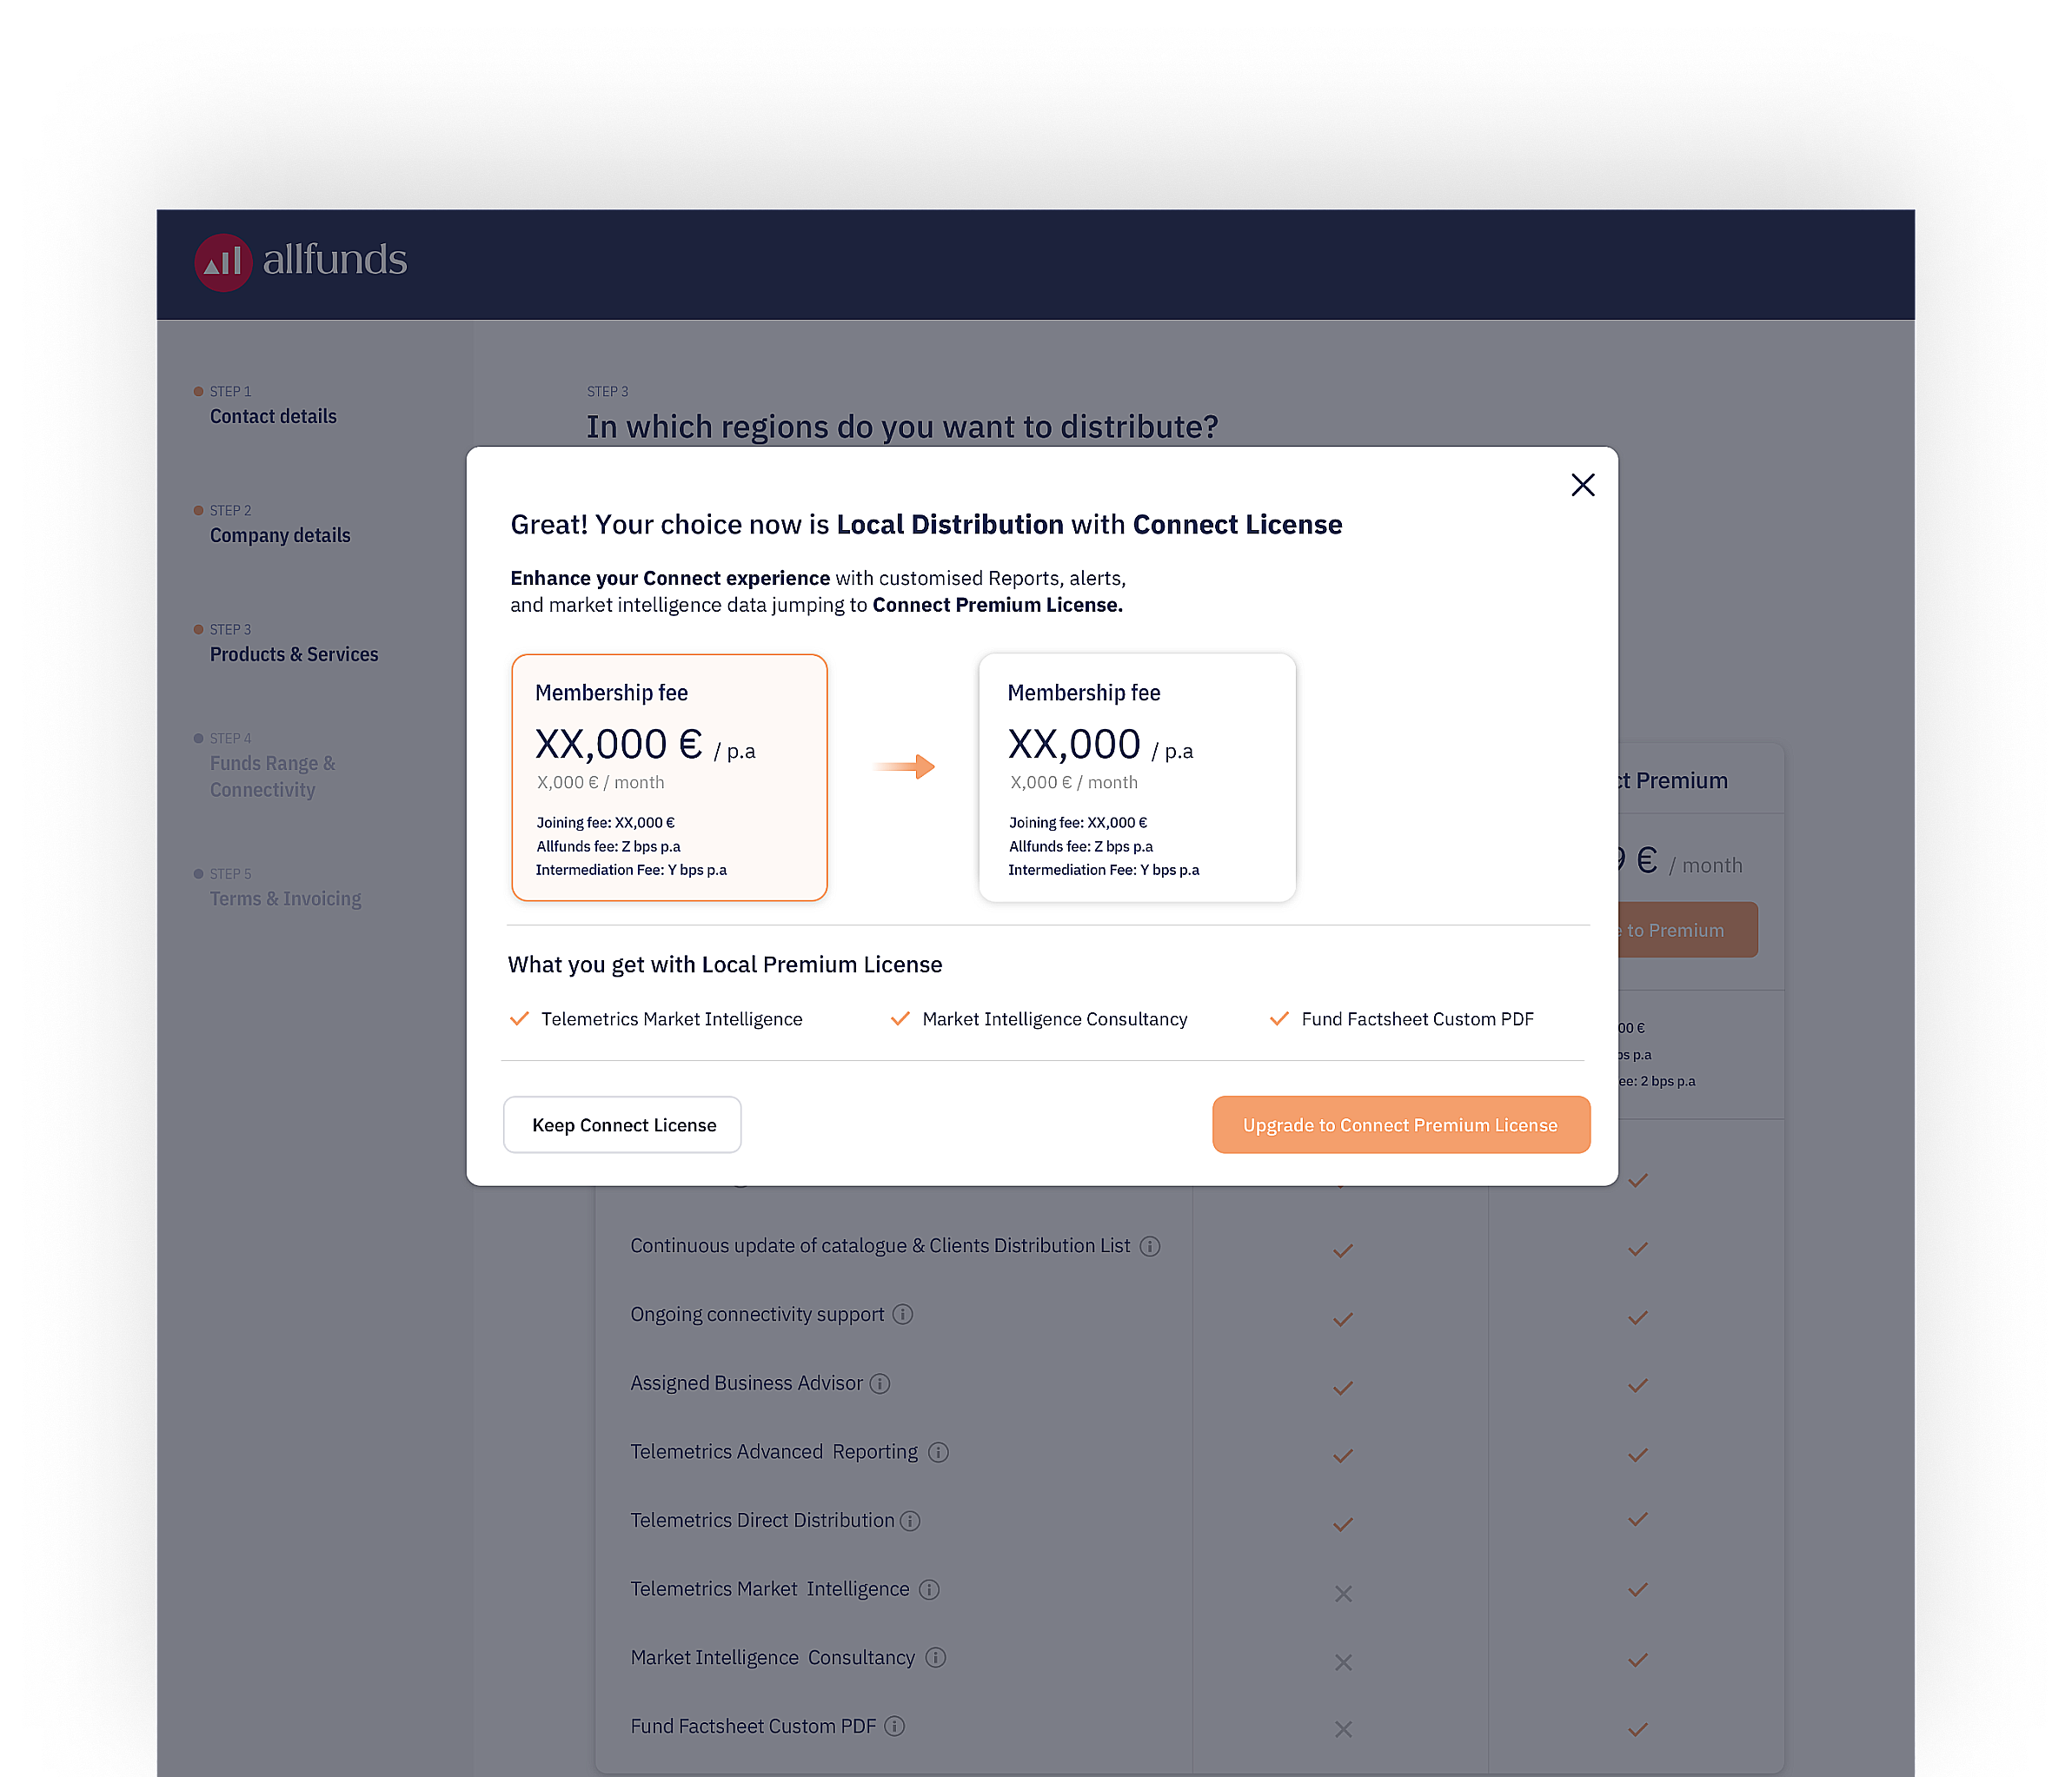 allfunds
STEP 1
Contact details
STEP 2
Company details
STEP 3
Products & Services
STEP 4
Funds Range &
Connectivity
STEP 5
Terms & Invoicing
STEP 3
In which regions do you want to distribute?
Great! Your choice now is Local Distribution with Connect License
Enhance your Connect experience with customised Reports, alerts,
and market intelligence data jumping to Connect Premium License.
Membership fee
XX,000 € / p.a
X,000 € / month
Joining fee: XX,000 €
Allfunds fee: Z bps p.a
Intermediation Fee: Y bps p.a
Membership fee
XX,000 / p.a
X,000 € / month
Joining fee: XX,000 €
Allfunds fee: Z bps p.a
Intermediation Fee: Y bps p.a
What you get with Local Premium License
Telemetrics Market Intelligence
Market Intelligence Consultancy
Fund Factsheet Custom PDF
Keep Connect License
Upgrade to Connect Premium License
Premium
€ / month
to Premium
00 €
p.a
ee: 2 bps p.a
Continuous update of catalogue & Clients Distribution List
Ongoing connectivity support
Assigned Business Advisor
Telemetrics Advanced Reporting
Telemetrics Direct Distribution
Telemetrics Market Intelligence
Market Intelligence Consultancy
Fund Factsheet Custom PDF